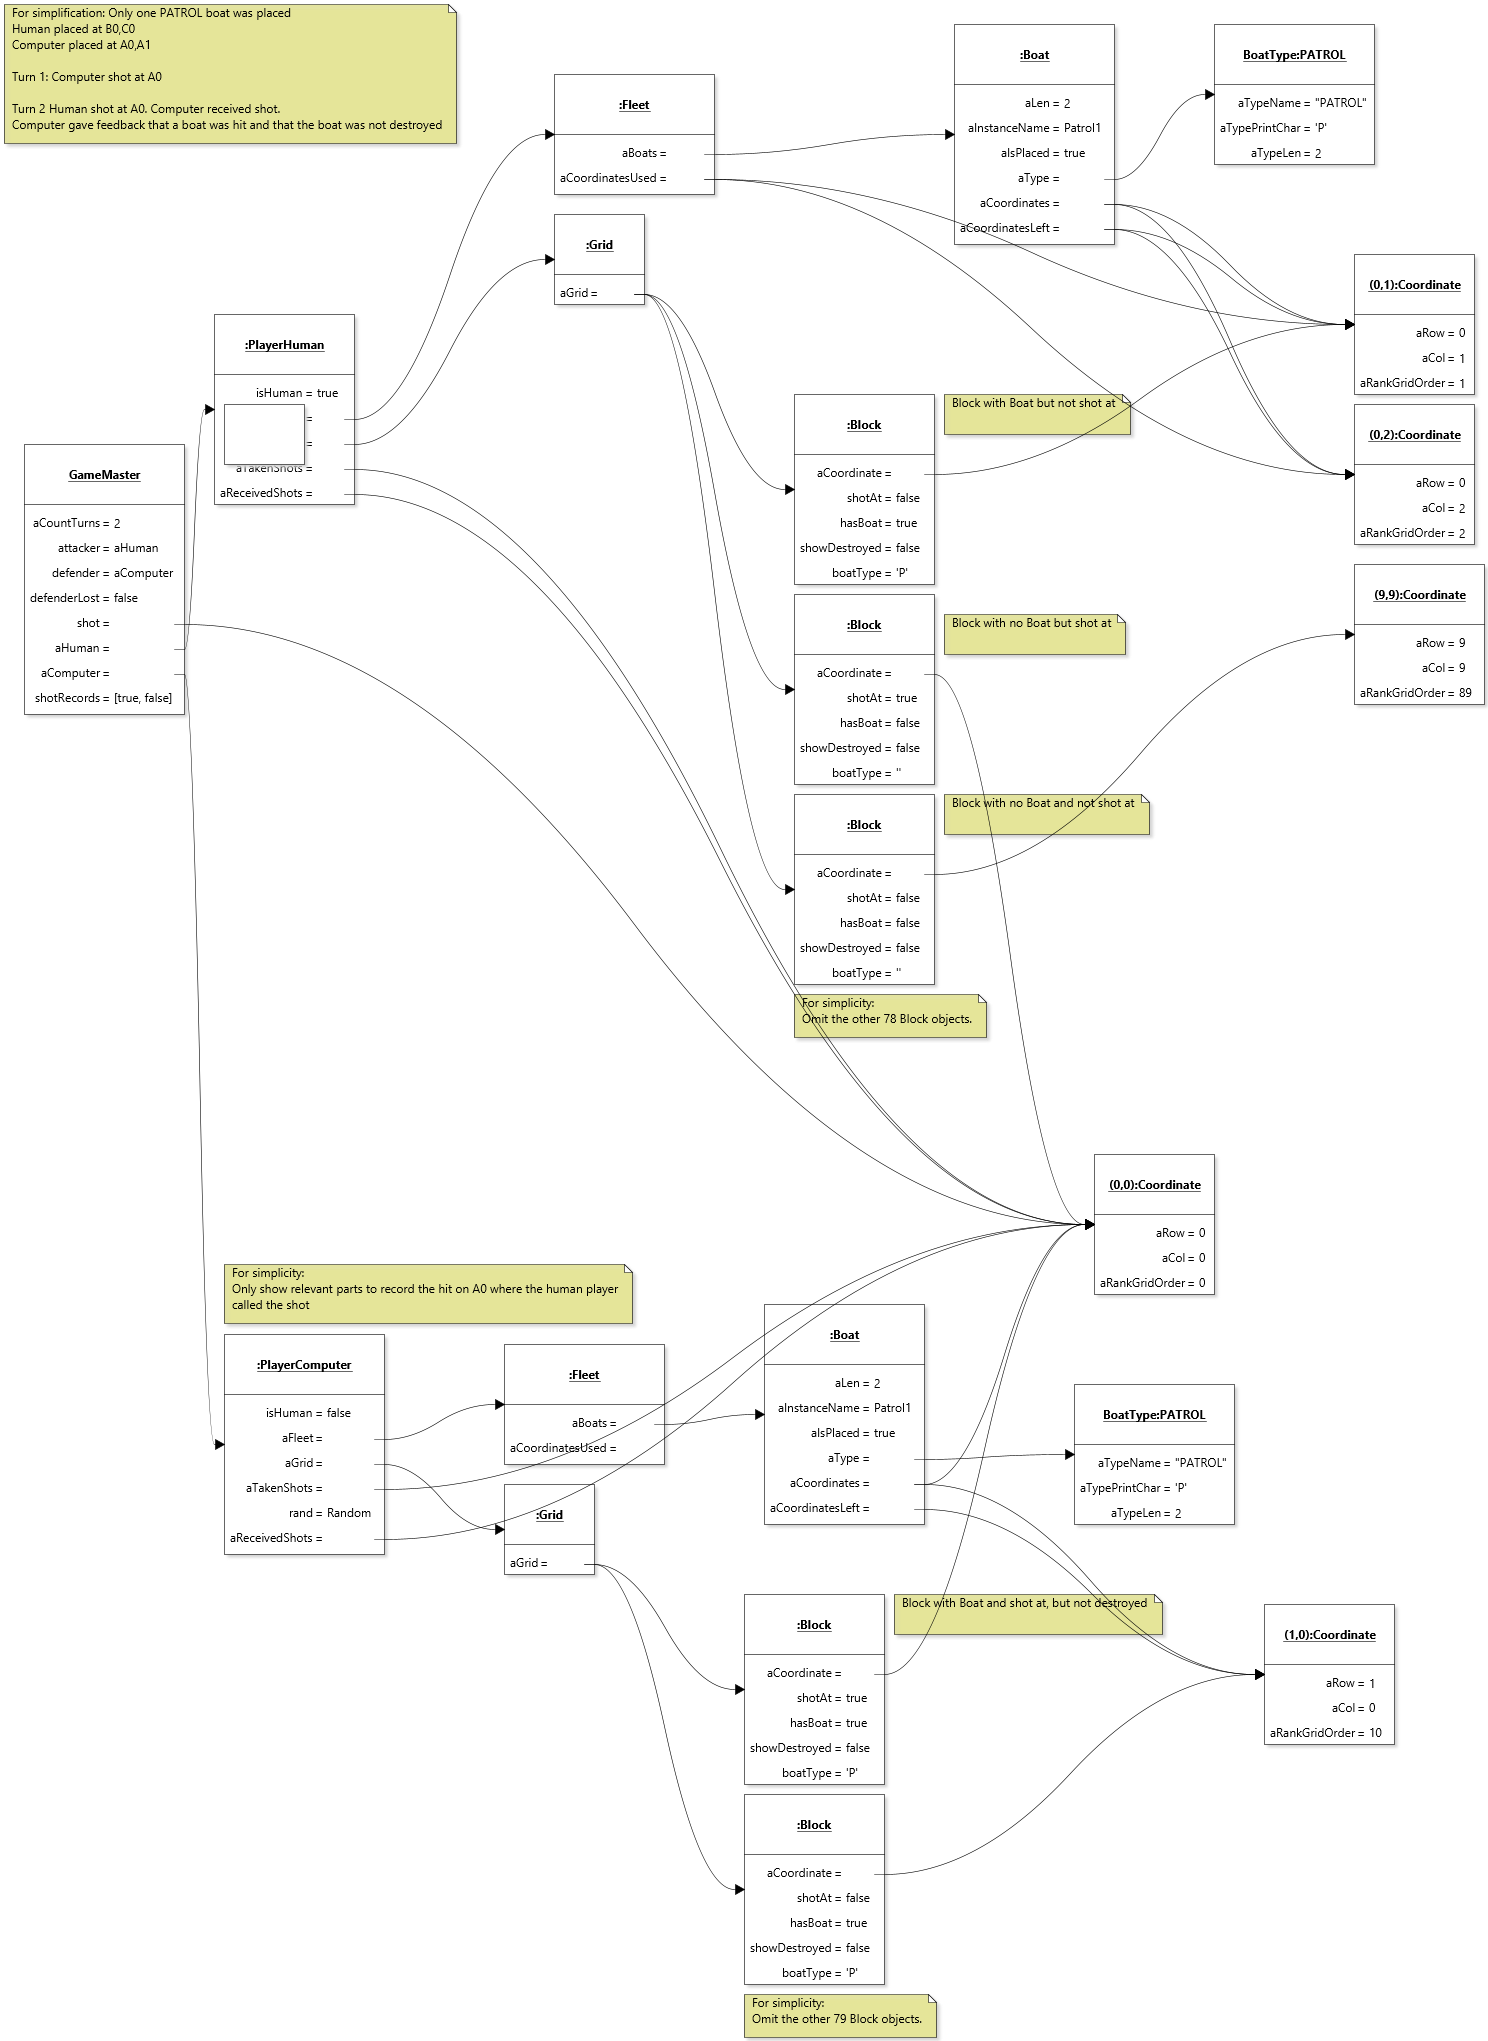 For simplification: Only one PATROL boat was placed
Human placed at B0,C0
Computer placed at A0,A1
Turn 1: Computer shot at A0
Turn 2 Human shot at A0. Computer received shot.
Computer gave feedback that a boat was hit and that the boat was not destroyed
:Fleet
aBoats =
aCoordinatesUsed =
:Boat
aLen = 2
aInstanceName = Patrol1
aIsPlaced = true
aType =
aCoordinates =
aCoordinatesLeft =
BoatType:PATROL
aTypeName = "PATROL"
aTypePrintChar = 'P'
aTypeLen = 2
:Grid
aGrid =
(0,1):Coordinate
aRow = 0
aCol = 1
aRankGridOrder = 1
:PlayerHuman
isHuman = true
=
=
aTakenShots =
aReceivedShots =
:Block
aCoordinate =
shotAt = false
hasBoat = true
showDestroyed = false
boatType = 'P'
Block with Boat but not shot at
(0,2):Coordinate
aRow = 0
aCol = 2
aRankGridOrder = 2
GameMaster
aCountTurns = 2
attacker = aHuman
defender = aComputer
defenderLost = false
shot =
aHuman =
aComputer =
shotRecords = [true, false]
:Block
aCoordinate =
shotAt = true
hasBoat = false
showDestroyed = false
boatType = ''
Block with no Boat but shot at
(9,9):Coordinate
aRow = 9
aCol = 9
aRankGridOrder = 89
:Block
aCoordinate =
shotAt = false
hasBoat = false
showDestroyed = false
boatType = ''
Block with no Boat and not shot at
For simplicity:
Omit the other 78 Block objects.
(0,0):Coordinate
aRow = 0
aCol = 0
aRankGridOrder = 0
For simplicity:
Only show relevant parts to record the hit on A0 where the human player
called the shot
:PlayerComputer
isHuman = false
aFleet =
aGrid =
aTakenShots =
rand = Random
aReceivedShots =
:Fleet
aBoats =
aCoordinatesUsed =
:Boat
aLen = 2
aInstanceName = Patrol1
aIsPlaced = true
aType =
aCoordinates =
aCoordinatesLeft =
BoatType:PATROL
aTypeName = "PATROL"
aTypePrintChar = 'P'
aTypeLen = 2
:Grid
aGrid =
:Block
aCoordinate =
shotAt = true
hasBoat = true
showDestroyed = false
boatType = 'P'
Block with Boat and shot at, but not destroyed
(1,0):Coordinate
aRow = 1
aCol = 0
aRankGridOrder = 10
:Block
aCoordinate =
shotAt = false
hasBoat = true
showDestroyed = false
boatType = 'P'
For simplicity:
Omit the other 79 Block objects.